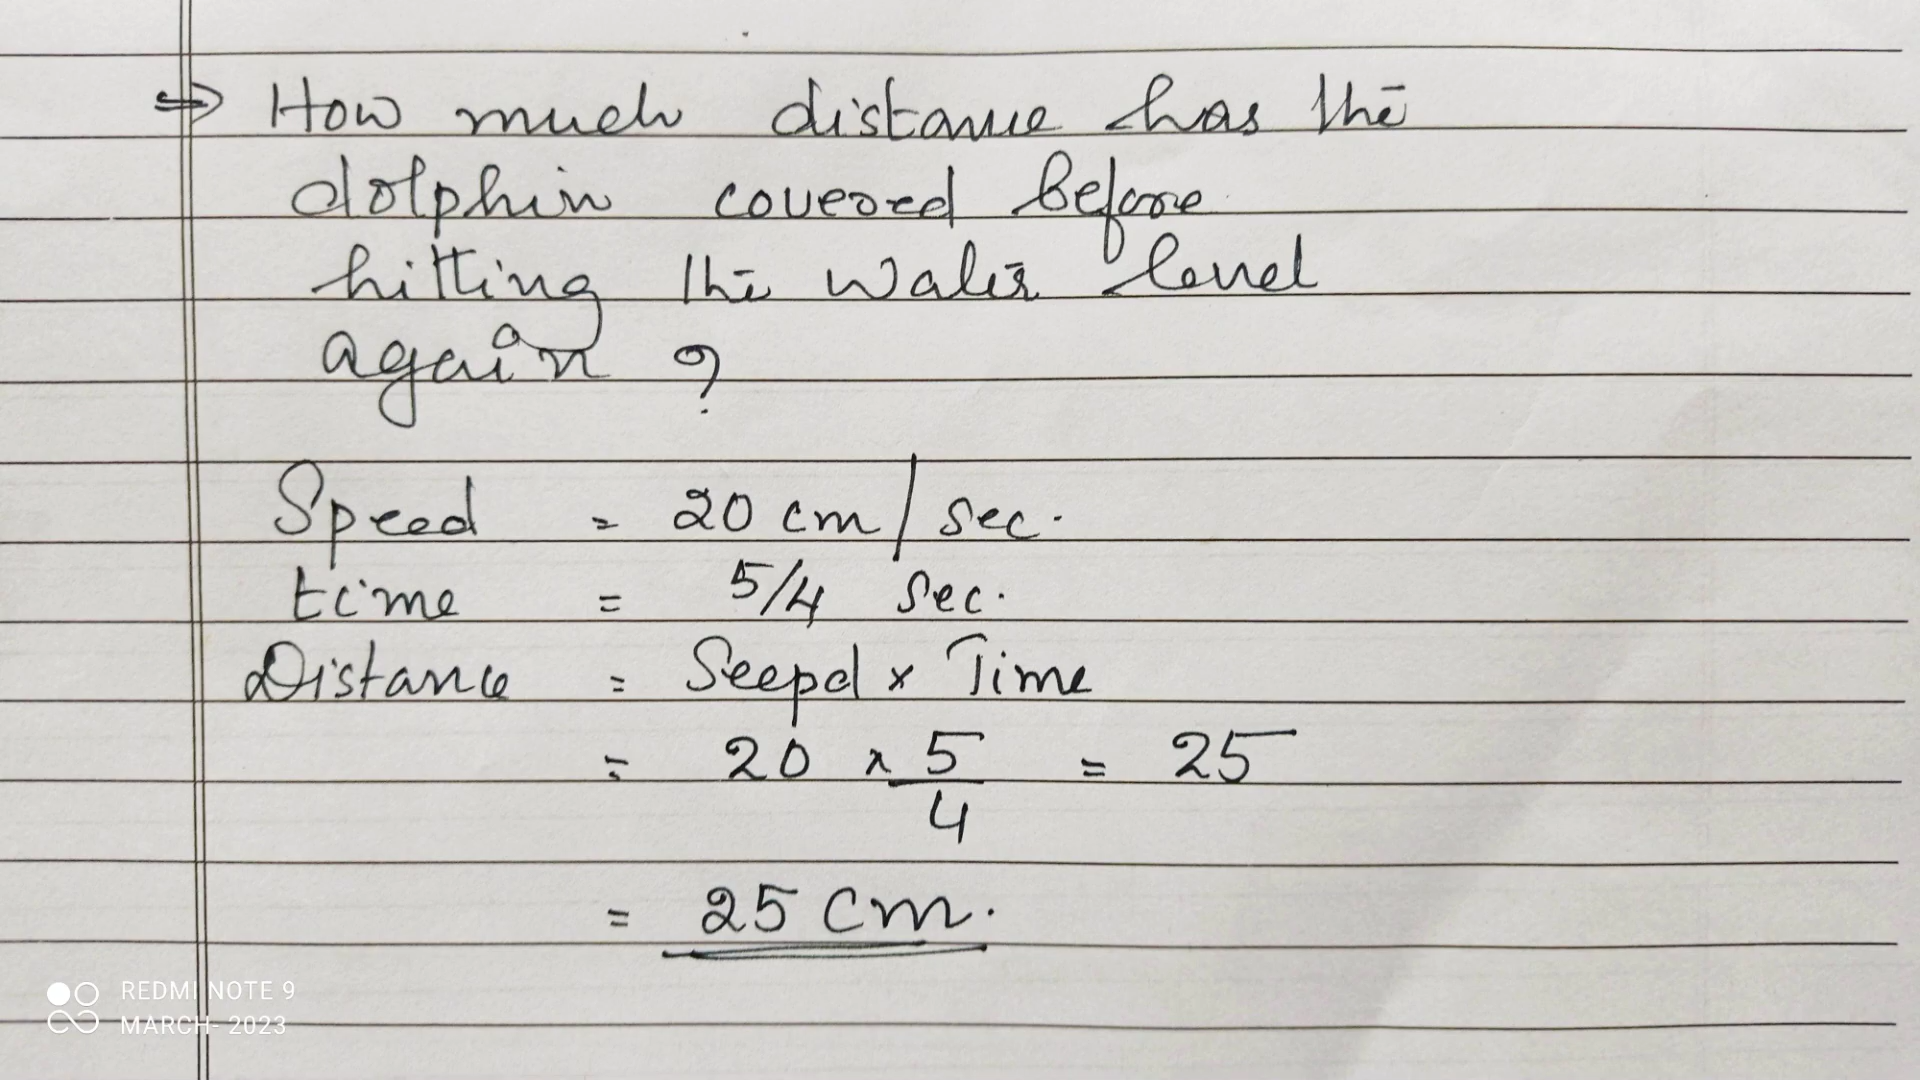 ⇒ How much distance has the
dolphin covered before
hitting the water level
again ?
Speed = 20 cm / sec.
time = 5/4 sec.
Distance = Seepd x Time
= 20 x 5/4 = 25
= 25 cm.
REDMI NOTE 9
MARCH- 2023